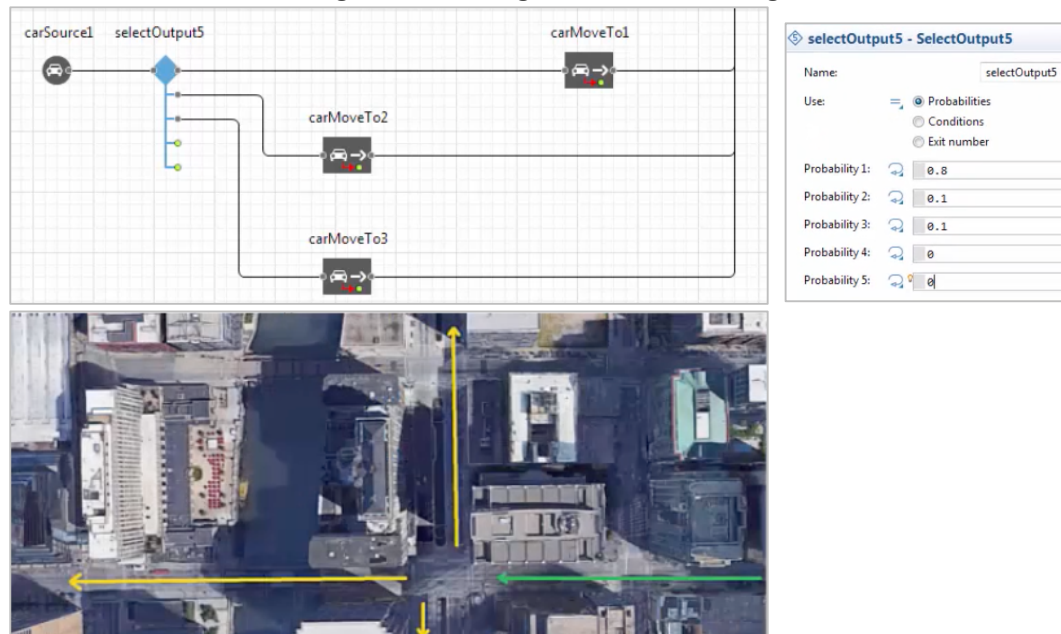 carSource1 selectOutput5 carMoveTo1
carMoveTo2
carMoveTo3
selectOutput5 - SelectOutput5
Name: selectOutput5
Use: = Probabilities
Conditions
Exit number
Probability 1: 0.8
Probability 2: 0.1
Probability 3: 0.1
Probability 4: 0
Probability 5: 0